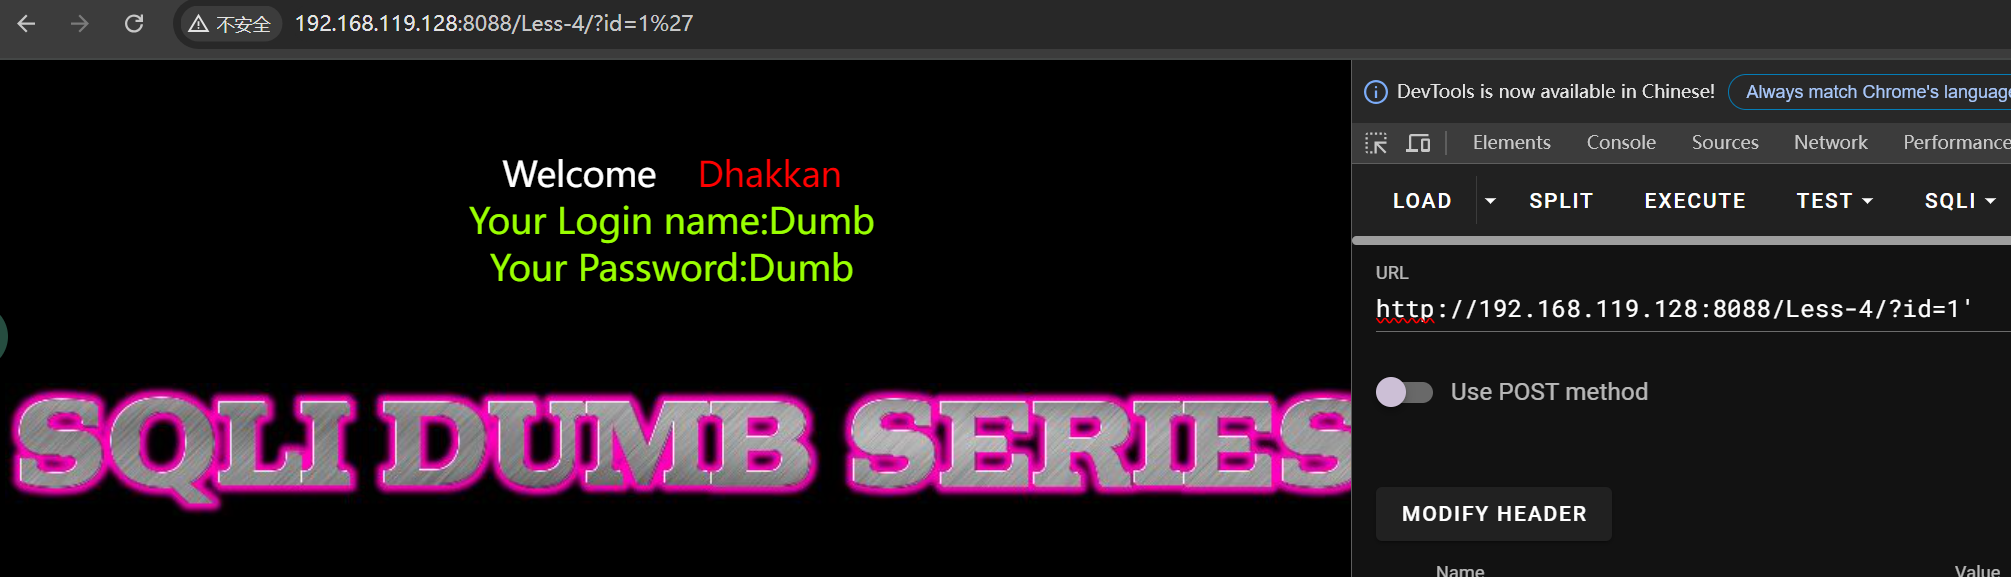 不安全 192.168.119.128:8088/Less-4/?id=1%27
Welcome Dhakkan
Your Login name:Dumb
Your Password:Dumb
SQLI DUMB SERIES
DevTools is now available in Chinese! Always match Chrome's language
Elements Console Sources Network Performance
LOAD SPLIT EXECUTE TEST SQLI
URL
http://192.168.119.128:8088/Less-4/?id=1'
Use POST method
MODIFY HEADER
Name Value